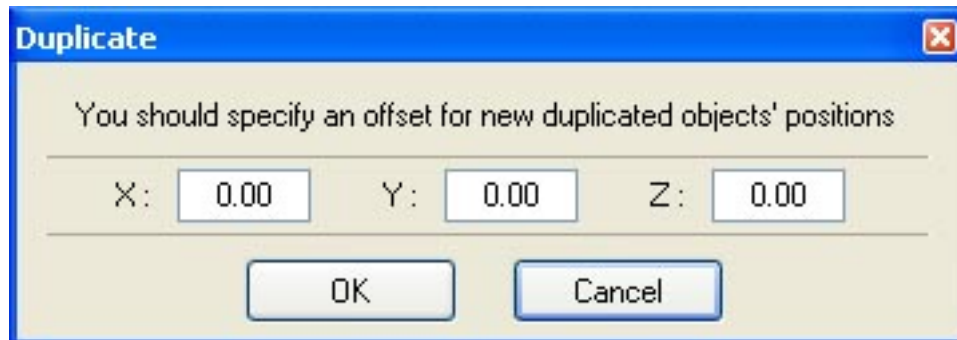 Duplicate
You should specify an offset for new duplicated objects' positions
X: 0.00 Y: 0.00 Z: 0.00
OK Cancel